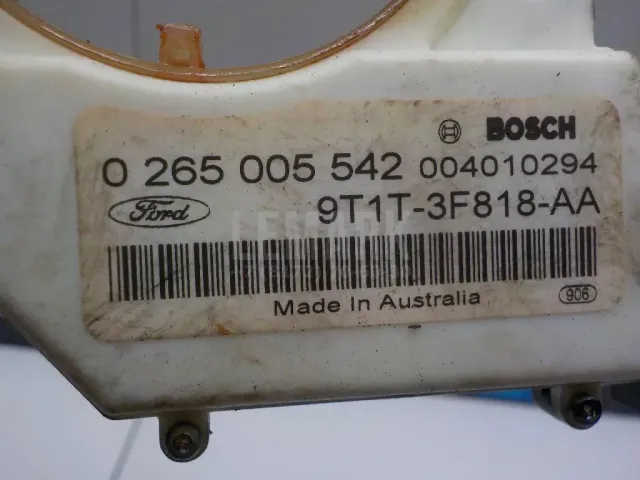 BOSCH
0 265 005 542 004010294
Ford 9T1T-3F818-AA
Made In Australia 906